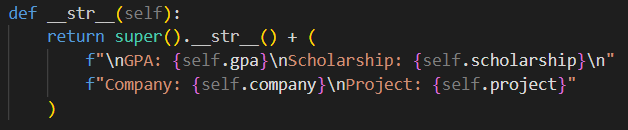 def __str__(self):
    return super().__str__() + (
        f"\nGPA: {self.gpa}\nScholarship: {self.scholarship}\n"
        f"Company: {self.company}\nProject: {self.project}"
    )